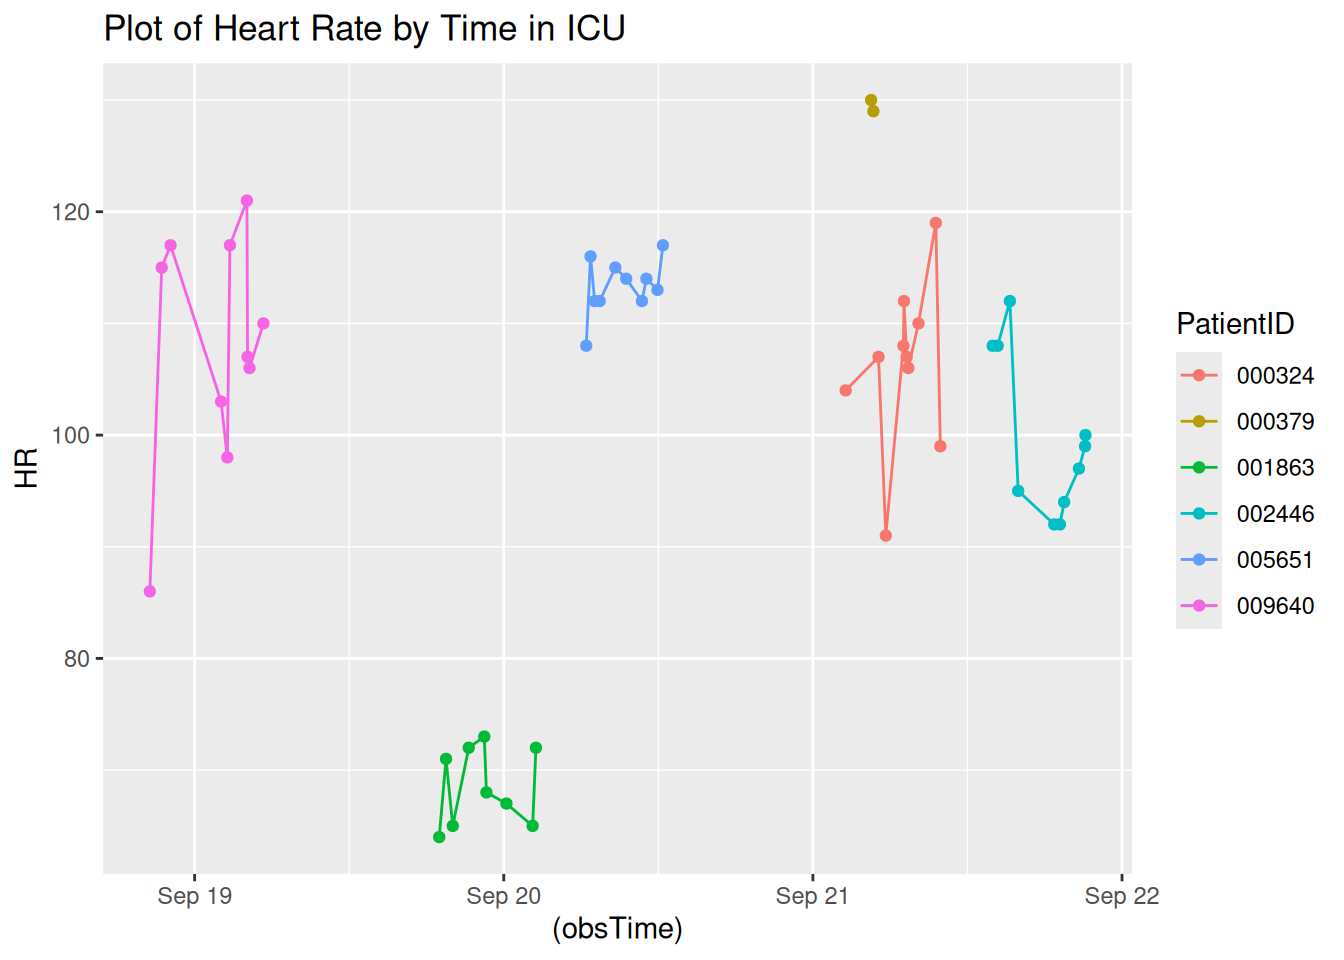 Plot of Heart Rate by Time in ICU
120
100
80
HR
Sep 19
Sep 20
Sep 21
Sep 22
(obsTime)
PatientID
000324
000379
001863
002446
005651
009640